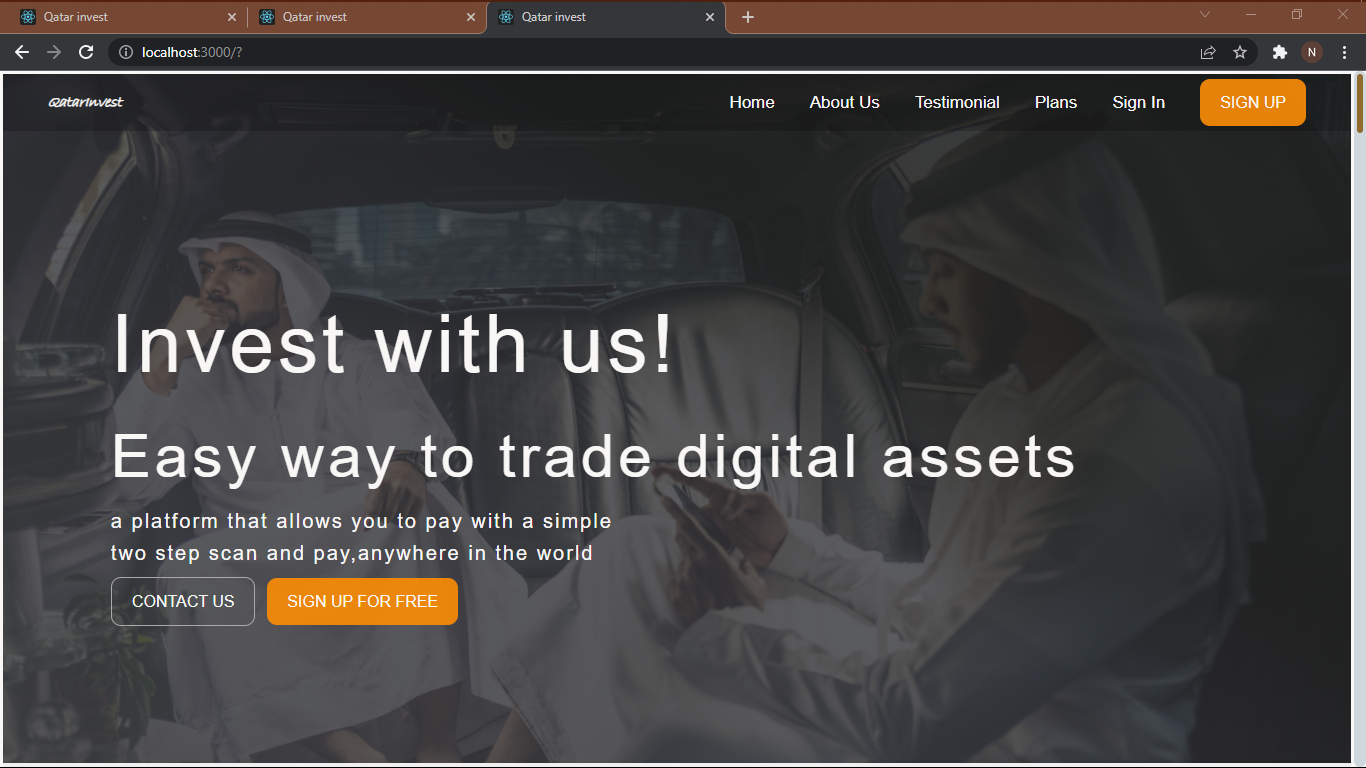 Qatar invest
Qatar invest
Qatar invest
localhost:3000/?
N
QatarInvest
Home
About Us
Testimonial
Plans
Sign In
SIGN UP
Invest with us!
Easy way to trade digital assets
a platform that allows you to pay with a simple
two step scan and pay,anywhere in the world
CONTACT US
SIGN UP FOR FREE